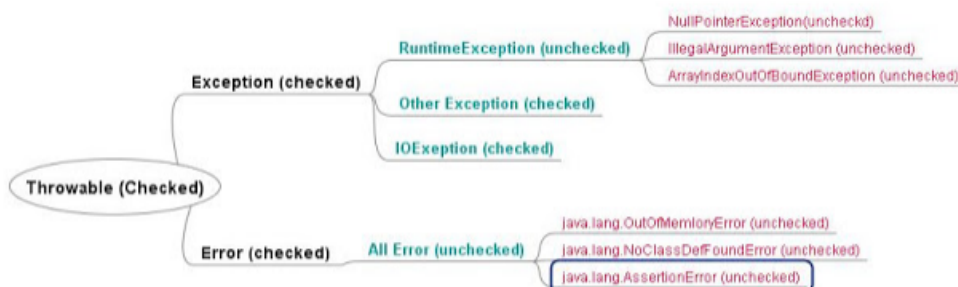 NullPointerException(uncheckd)
RuntimeException (unchecked)
IllegalArgumentException (unchecked)
ArrayIndexOutOfBoundException (unchecked)
Exception (checked)
Other Exception (checked)
IOExeption (checked)
Throwable (Checked)
java.lang.OutOfMemloryError (unchecked)
Error (checked)
All Error (unchecked)
java.lang.NoClassDefFoundError (unchecked)
java.lang.AssertionError (unchecked)